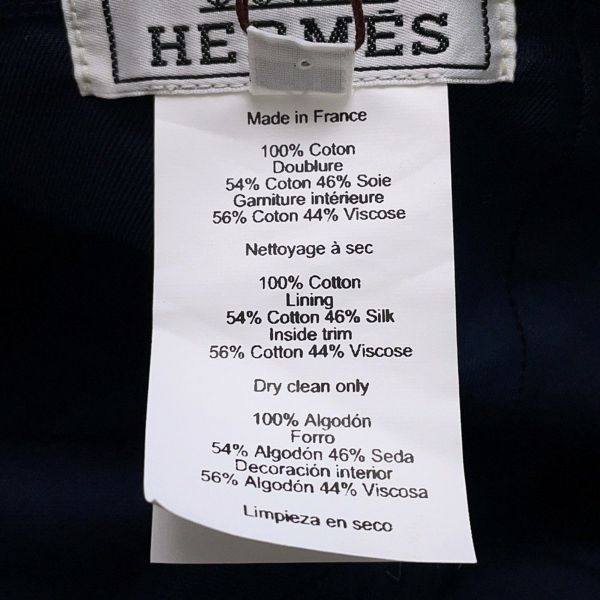 HERMÈS
Made in France
100% Coton
Doublure
54% Coton 46% Soie
Garniture intérieure
56% Coton 44% Viscose
Nettoyage à sec
100% Cotton
Lining
54% Cotton 46% Silk
Inside trim
56% Cotton 44% Viscose
Dry clean only
100% Algodón
Forro
54% Algodón 46% Seda
Decoración interior
56% Algodón 44% Viscosa
Limpieza en seco